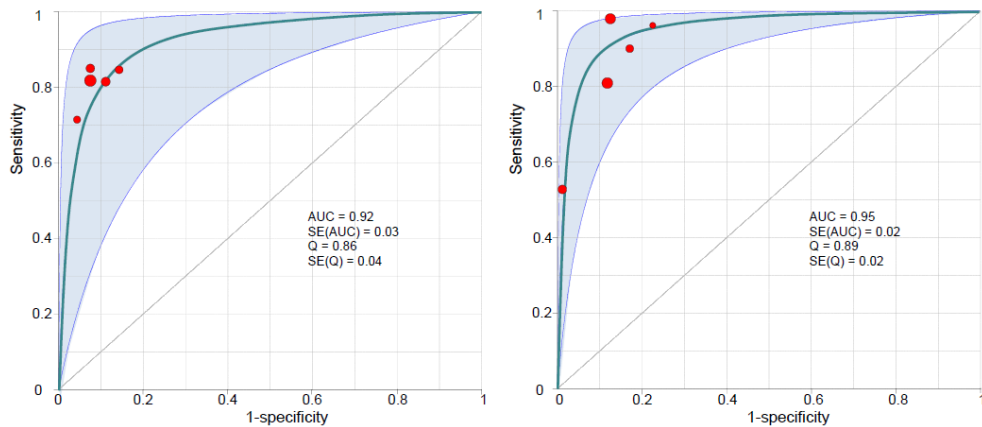 1
0.8
0.6
0.4
0.2
0
Sensitivity
AUC = 0.92
SE(AUC) = 0.03
Q = 0.86
SE(Q) = 0.04
0 0.2 0.4 0.6 0.8 1
1-specificity
1
0.8
0.6
0.4
0.2
0
Sensitivity
AUC = 0.95
SE(AUC) = 0.02
Q = 0.89
SE(Q) = 0.02
0 0.2 0.4 0.6 0.8 1
1-specificity